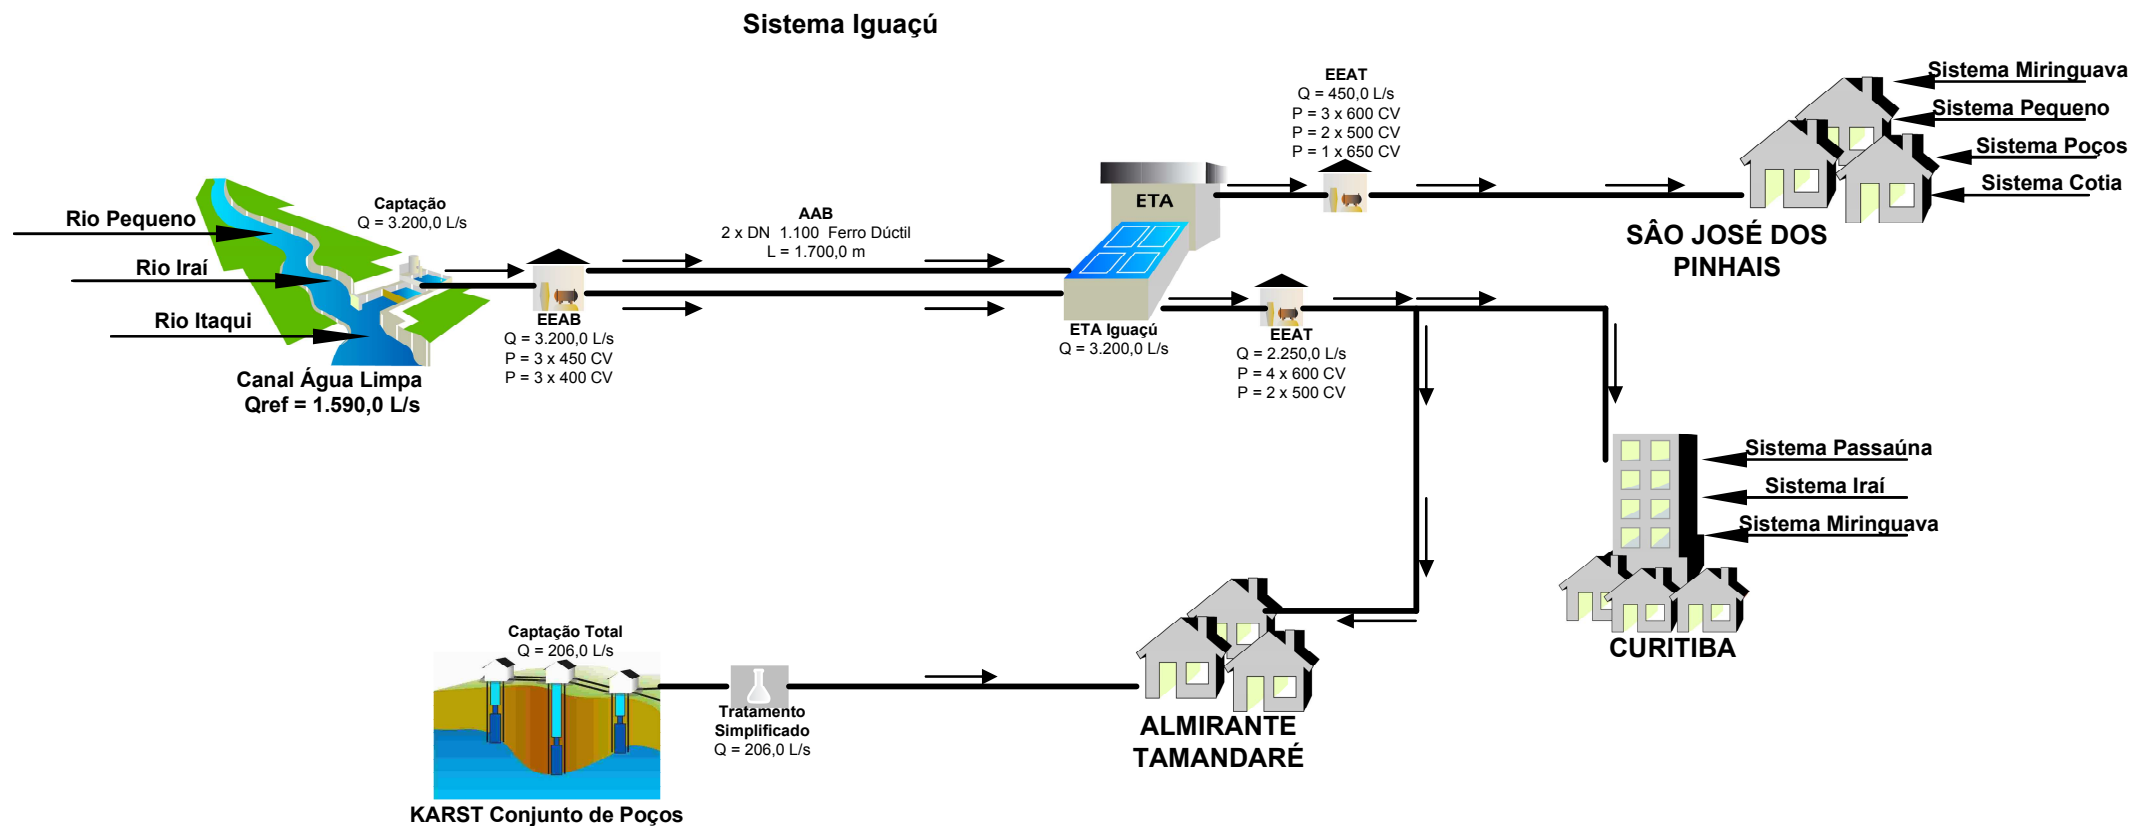 Sistema Iguaçú
Rio Pequeno
Rio Iraí
Rio Itaqui
Canal Água Limpa
Qref = 1.590,0 L/s
Captação
Q = 3.200,0 L/s
EEAB
Q = 3.200,0 L/s
P = 3 x 450 CV
P = 3 x 400 CV
AAB
2 x DN 1.100 Ferro Dúctil
L = 1.700,0 m
ETA
ETA Iguaçú
Q = 3.200,0 L/s
EEAT
Q = 450,0 L/s
P = 3 x 600 CV
P = 2 x 500 CV
P = 1 x 650 CV
Sistema Miringuava
Sistema Pequeno
Sistema Poços
Sistema Cotia
SÂO JOSÉ DOS
PINHAIS
EEAT
Q = 2.250,0 L/s
P = 4 x 600 CV
P = 2 x 500 CV
Sistema Passaúna
Sistema Iraí
Sistema Miringuava
CURITIBA
Captação Total
Q = 206,0 L/s
KARST Conjunto de Poços
Tratamento
Simplificado
Q = 206,0 L/s
ALMIRANTE
TAMANDARÉ